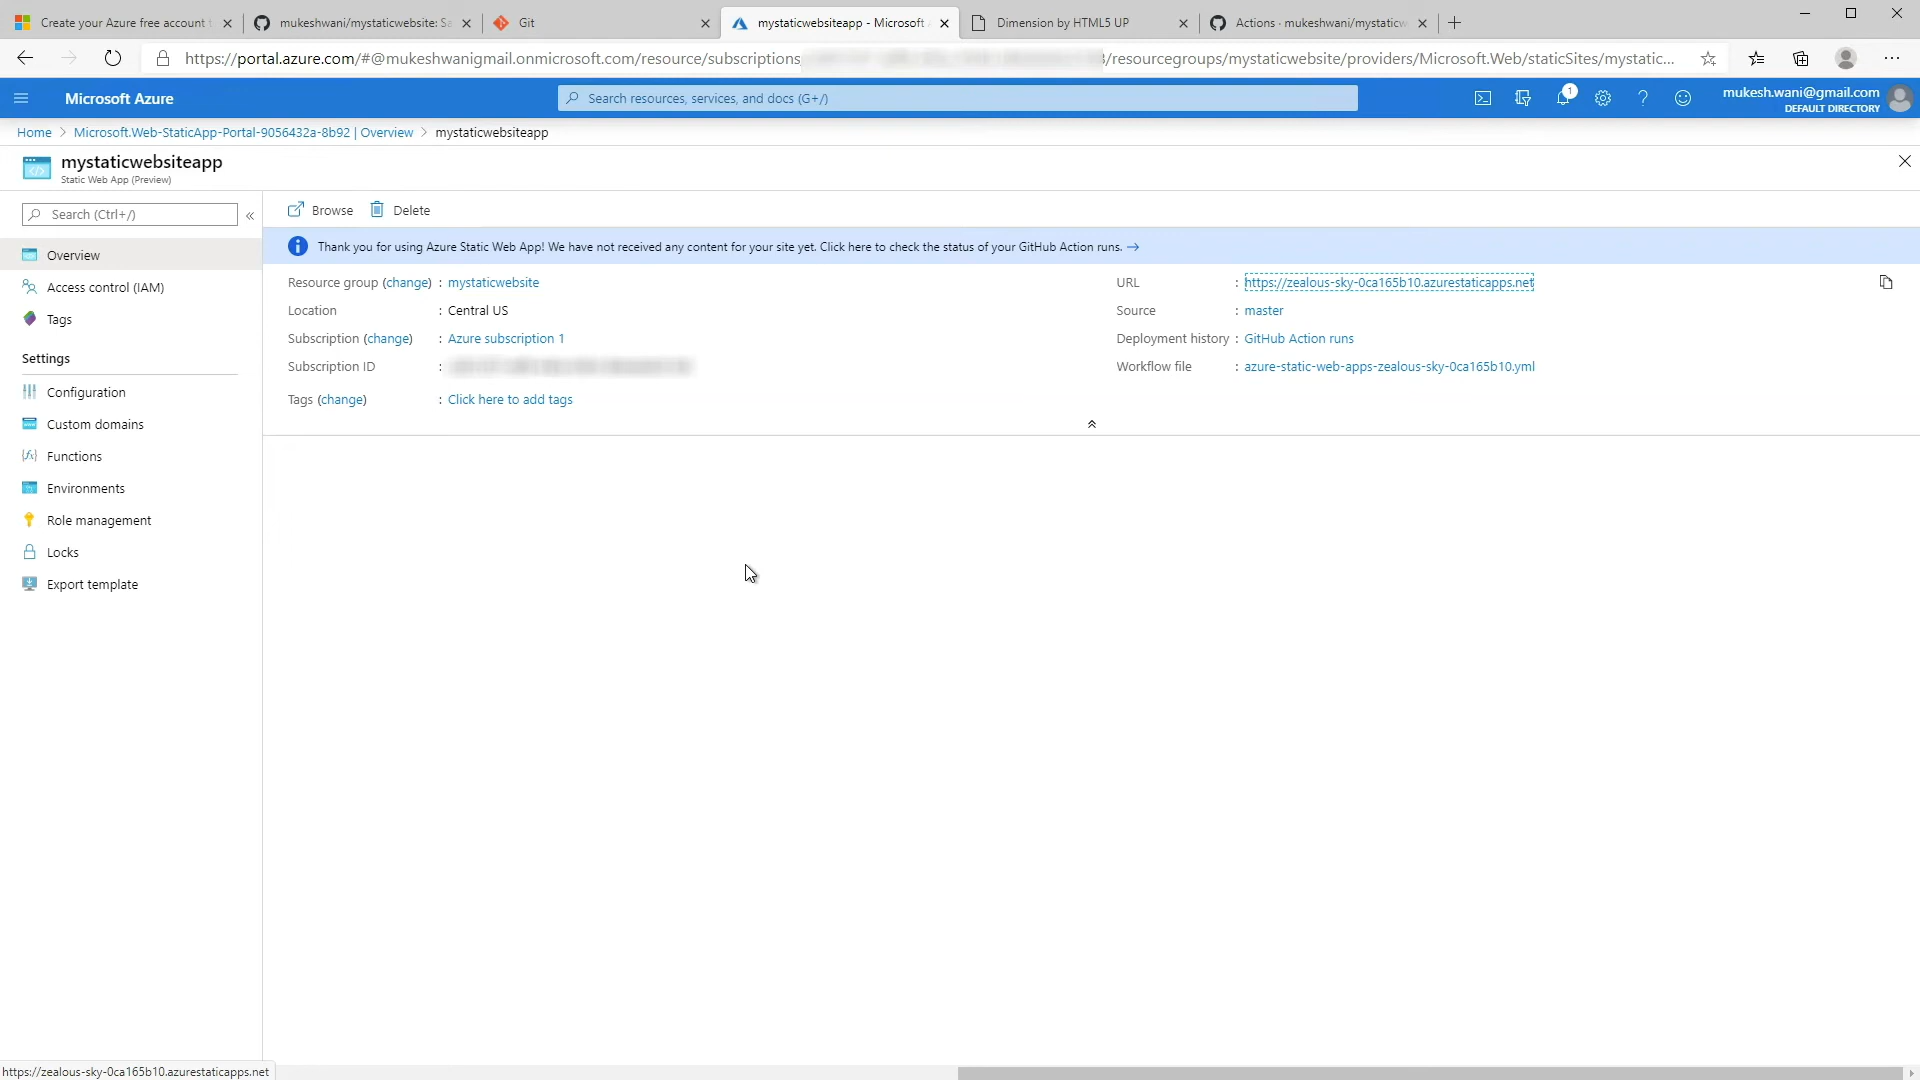 Create your Azure free account t
mukeshwani/mystaticwebsite: Sa
Git
mystaticwebsiteapp - Microsoft A
Dimension by HTML5 UP
Actions · mukeshwani/mystaticw
https://portal.azure.com/#@mukeshwanigmail.onmicrosoft.com/resource/subscriptions
/resourcegroups/mystaticwebsite/providers/Microsoft.Web/staticSites/mystatic...
Microsoft Azure
Search resources, services, and docs (G+/)
1
mukesh.wani@gmail.com
DEFAULT DIRECTORY
Home > Microsoft.Web-StaticApp-Portal-9056432a-8b92 | Overview > mystaticwebsiteapp
mystaticwebsiteapp
Static Web App (Preview)
Search (Ctrl+/)
«
Overview
Access control (IAM)
Tags
Settings
Configuration
Custom domains
Functions
Environments
Role management
Locks
Export template
Browse
Delete
Thank you for using Azure Static Web App! We have not received any content for your site yet. Click here to check the status of your GitHub Action runs. →
Resource group (change) : mystaticwebsite
Location : Central US
Subscription (change) : Azure subscription 1
Subscription ID :
Tags (change) : Click here to add tags
URL : https://zealous-sky-0ca165b10.azurestaticapps.net
Source : master
Deployment history : GitHub Action runs
Workflow file : azure-static-web-apps-zealous-sky-0ca165b10.yml
https://zealous-sky-0ca165b10.azurestaticapps.net